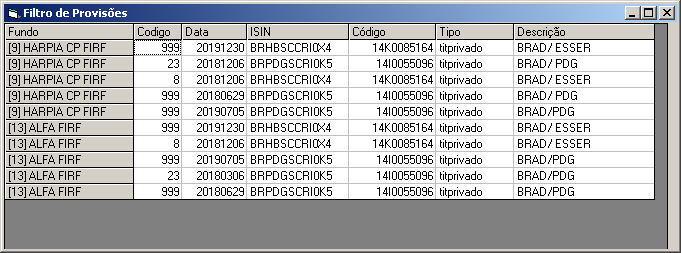 Filtro de Provisões
Fundo Codigo Data ISIN Código Tipo Descrição
[9] HARPIA CP FIRF 999 20191230 BRHBSCCRI0X4 14K0085164 titprivado BRAD/ ESSER
[9] HARPIA CP FIRF 23 20181206 BRPDGSCRI0K5 14I0055096 titprivado BRAD/ PDG
[9] HARPIA CP FIRF 8 20181206 BRHBSCCRI0X4 14K0085164 titprivado BRAD/ ESSER
[9] HARPIA CP FIRF 999 20180629 BRPDGSCRI0K5 14I0055096 titprivado BRAD/ PDG
[9] HARPIA CP FIRF 999 20190705 BRPDGSCRI0K5 14I0055096 titprivado BRAD/PDG
[13] ALFA FIRF 999 20191230 BRHBSCCRI0X4 14K0085164 titprivado BRAD/ ESSER
[13] ALFA FIRF 8 20181206 BRHBSCCRI0X4 14K0085164 titprivado BRAD/ ESSER
[13] ALFA FIRF 999 20190705 BRPDGSCRI0K5 14I0055096 titprivado BRAD/PDG
[13] ALFA FIRF 23 20180306 BRPDGSCRI0K5 14I0055096 titprivado BRAD/PDG
[13] ALFA FIRF 999 20180629 BRPDGSCRI0K5 14I0055096 titprivado BRAD/PDG